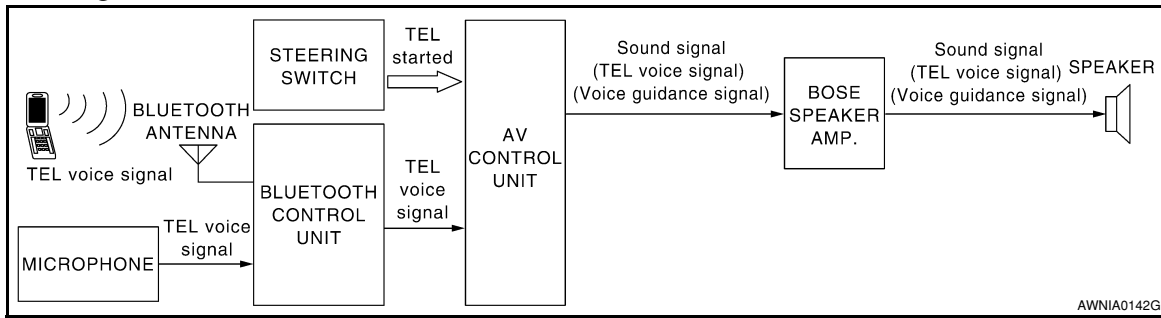 STEERING
SWITCH
TEL
started
BLUETOOTH
ANTENNA
TEL voice signal
MICROPHONE
TEL voice
signal
BLUETOOTH
CONTROL
UNIT
TEL
voice
signal
AV
CONTROL
UNIT
Sound signal
(TEL voice signal)
(Voice guidance signal)
BOSE
SPEAKER
AMP.
Sound signal
(TEL voice signal)
(Voice guidance signal)
SPEAKER
AWNIA0142G